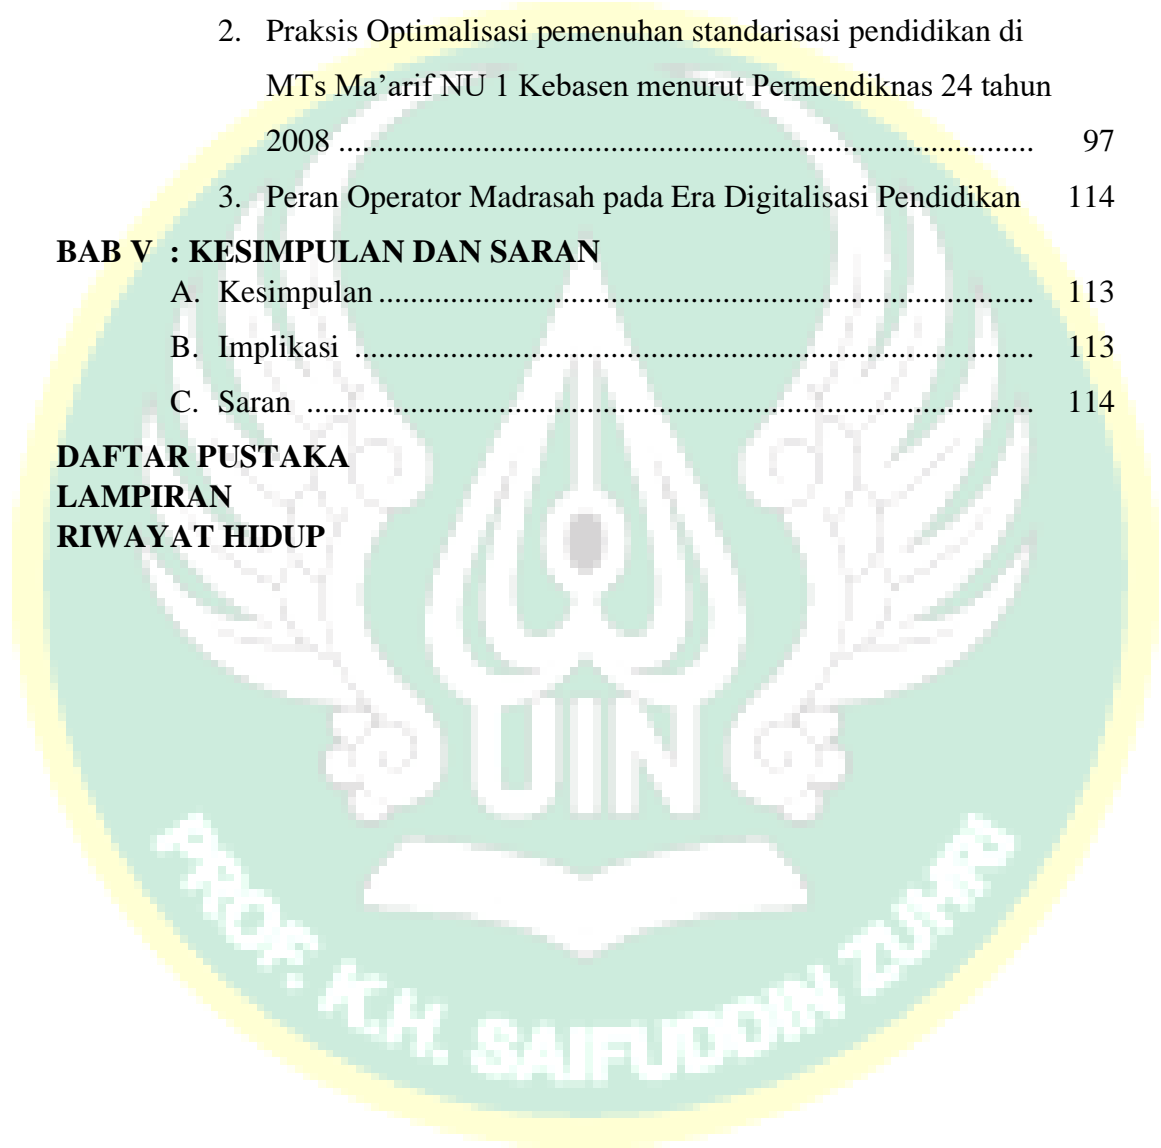 2. Praksis Optimalisasi pemenuhan standarisasi pendidikan di
MTs Ma’arif NU 1 Kebasen menurut Permendiknas 24 tahun
2008 ..................................................................................... 97
3. Peran Operator Madrasah pada Era Digitalisasi Pendidikan 114
BAB V : KESIMPULAN DAN SARAN
A. Kesimpulan ................................................................................ 113
B. Implikasi ................................................................................... 113
C. Saran ......................................................................................... 114
DAFTAR PUSTAKA
LAMPIRAN
RIWAYAT HIDUP
UIN
PROF. K.H. SAIFUDDIN ZUHRI